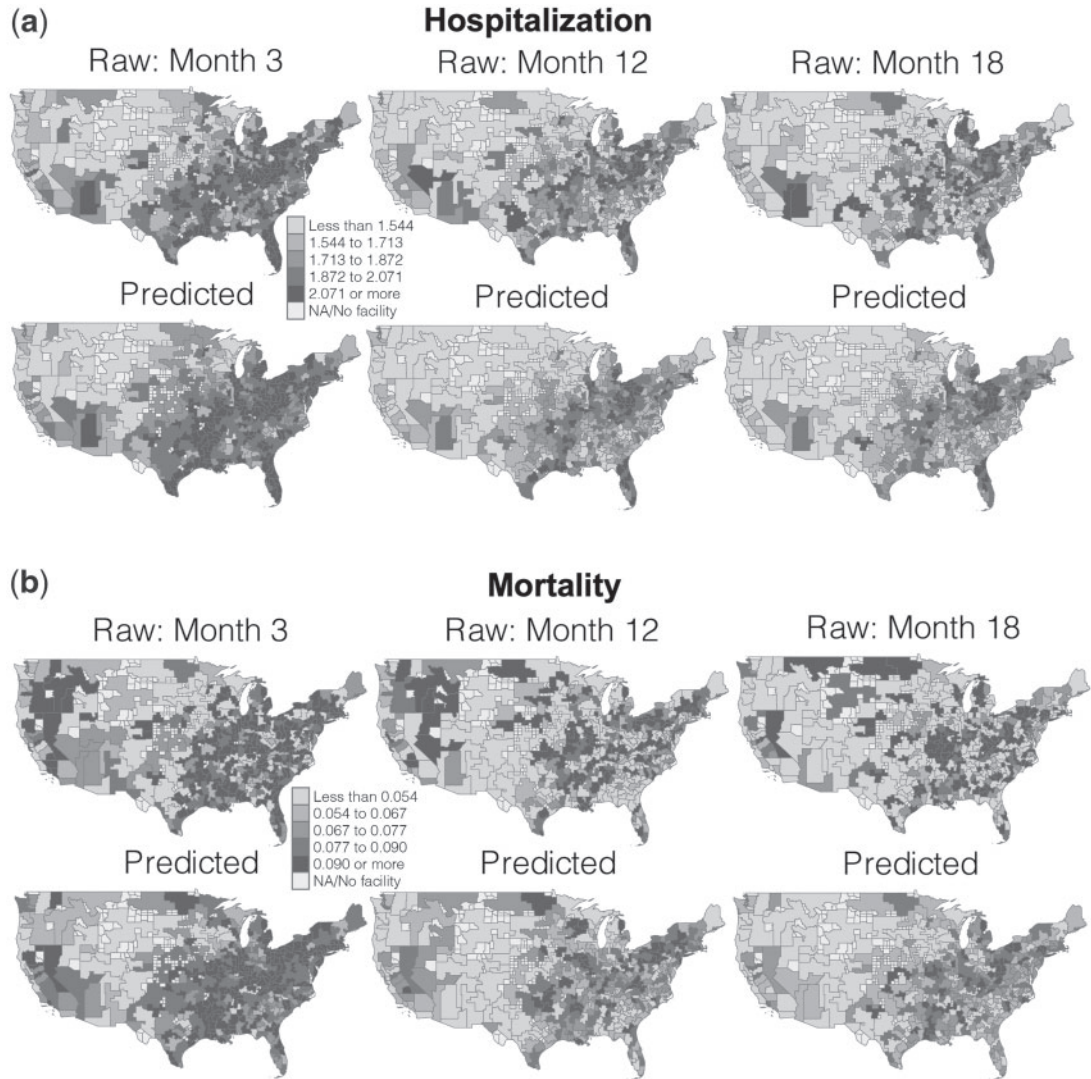 (a)
Hospitalization
Raw: Month 3
Raw: Month 12
Raw: Month 18
Less than 1.544
1.544 to 1.713
1.713 to 1.872
1.872 to 2.071
2.071 or more
NA/No facility
Predicted
Predicted
Predicted
(b)
Mortality
Raw: Month 3
Raw: Month 12
Raw: Month 18
Less than 0.054
0.054 to 0.067
0.067 to 0.077
0.077 to 0.090
0.090 or more
NA/No facility
Predicted
Predicted
Predicted